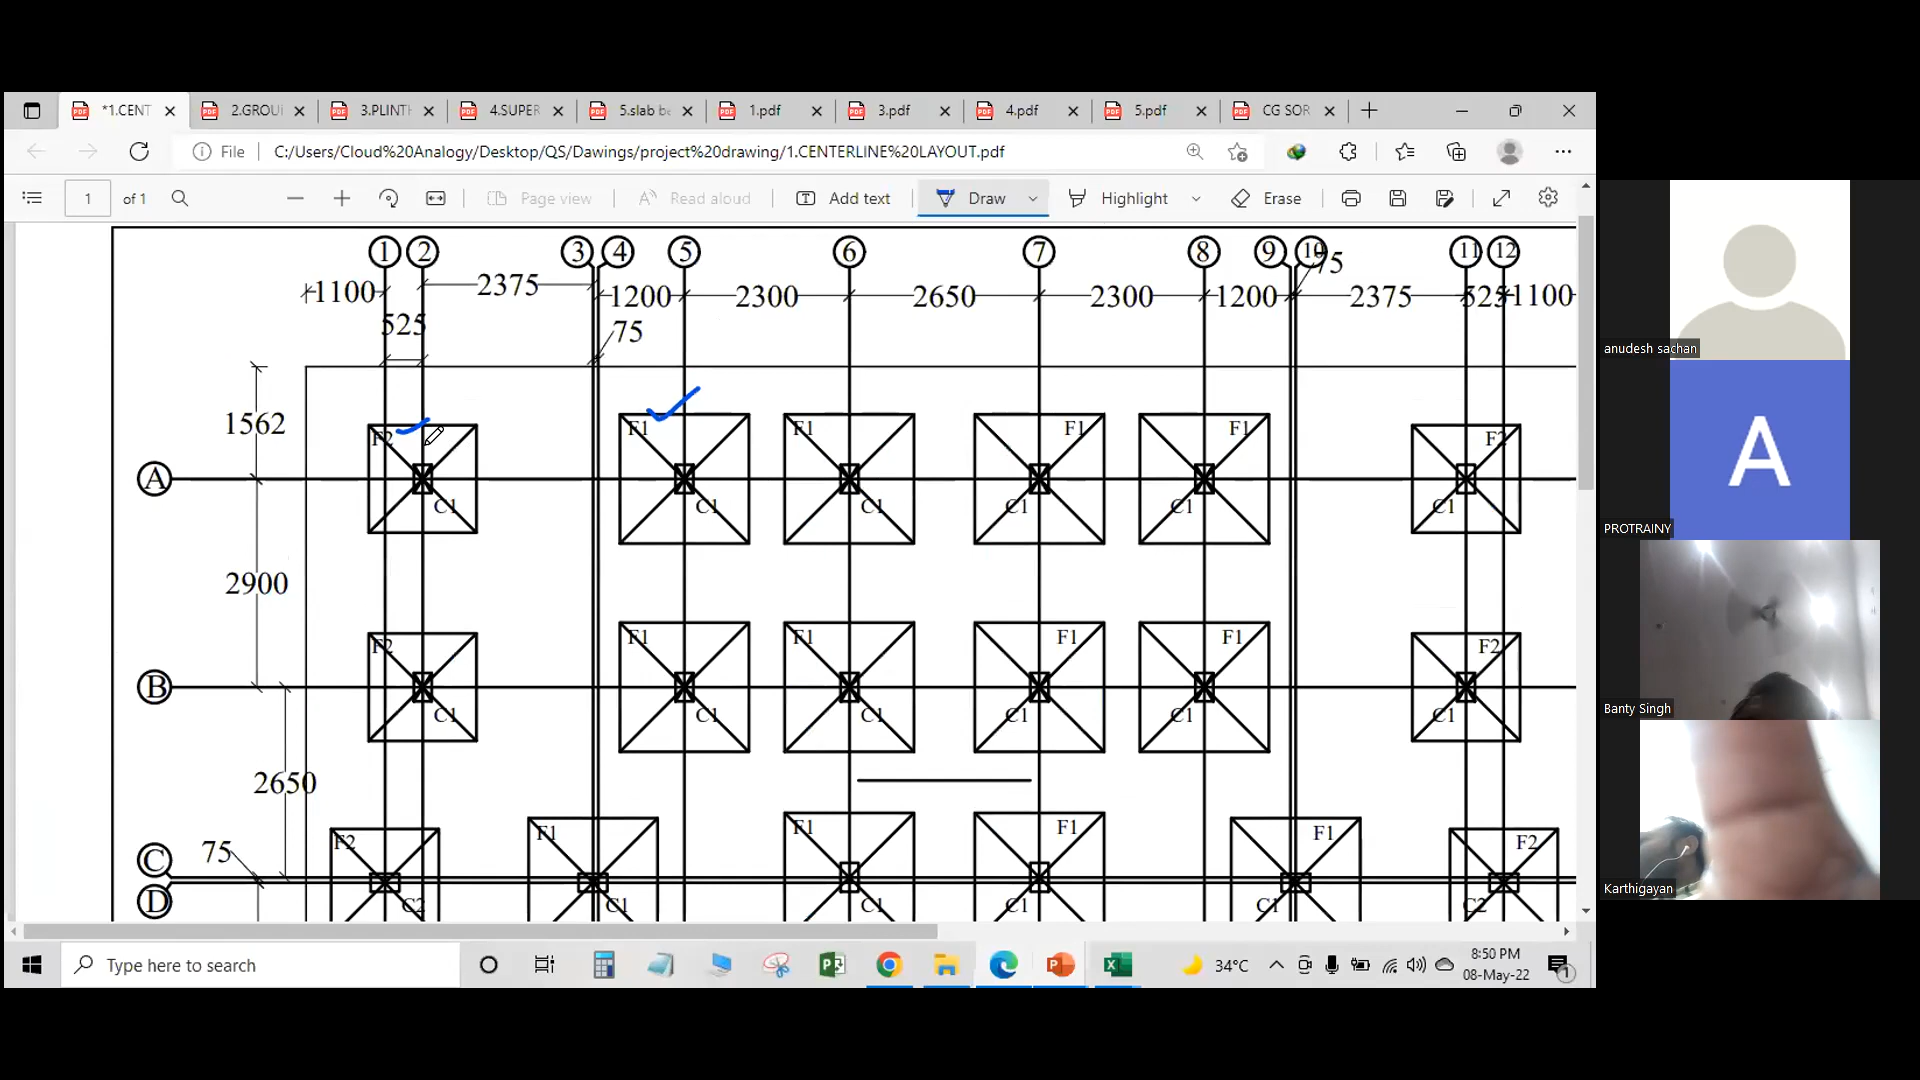 *1.CENT 2.GROU 3.PLINTH 4.SUPER 5.slab be 1.pdf 3.pdf 4.pdf 5.pdf CG SOR
File C:/Users/Cloud%20Analogy/Desktop/QS/Dawings/project%20drawing/1.CENTERLINE%20LAYOUT.pdf
1 of 1 Page view Read aloud Add text Draw Highlight Erase
1 2 3 4 5 6 7 8 9 10 11 12
75
2375
1100 1200 2300 2650 2300 1200 2375 525 1100
525 75
1562
F2 F1 F1 F1 F1 F2
A
C1 C1 C1 C1 C1 C1
2900
F2 F1 F1 F1 F1 F2
B
C1 C1 C1 C1 C1 C1
2650
F2 F1 F1 F1 F1 F2
75
C
D
C2 C1 C1 C1 C1 C2
anudesh sachan
A
PROTRAINY
Banty Singh
Karthigayan
Type here to search 34°C 8:50 PM
08-May-22
1